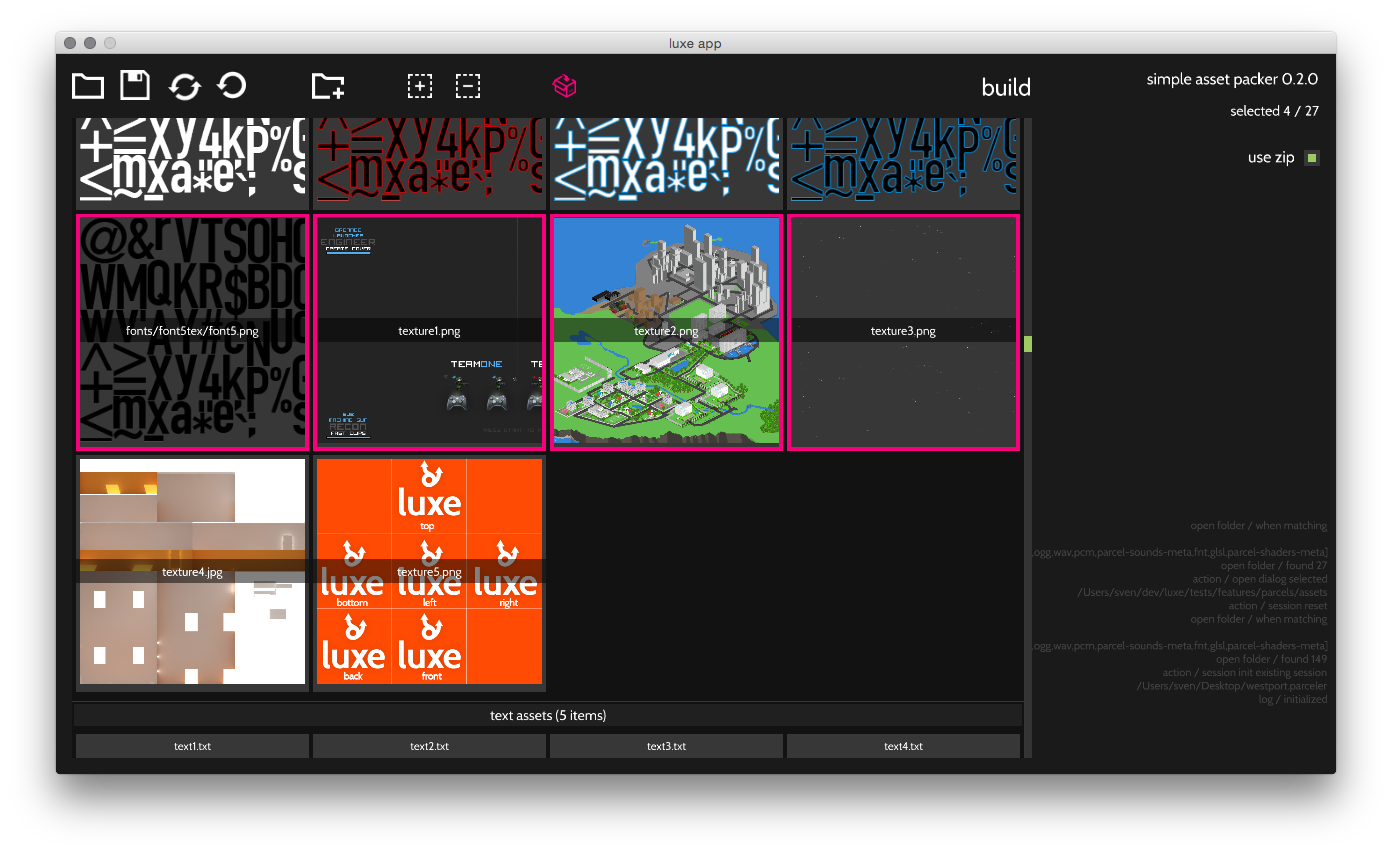 luxe app
build
simple asset packer 0.2.0
selected 4 / 27
use zip
fonts/font5tex/font5.png
texture1.png
texture2.png
texture3.png
GRENADE
LAUNCHER
ENGINEER
TEAMONE
TE
RECON
texture4.jpg
texture5.png
luxe
top
luxe
bottom
luxe
left
luxe
right
luxe
back
luxe
front
open folder / when matching
,ogg,wav,pcm,parcel-sounds-meta,fnt,glsl,parcel-shaders-meta]
open folder / found 27
action / open dialog selected
/Users/sven/dev/luxe/tests/features/parcels/assets
action / session reset
open folder / when matching
,ogg,wav,pcm,parcel-sounds-meta,fnt,glsl,parcel-shaders-meta]
open folder / found 149
action / session init existing session
/Users/sven/Desktop/westport.parceler
log / initialized
text assets (5 items)
text1.txt
text2.txt
text3.txt
text4.txt